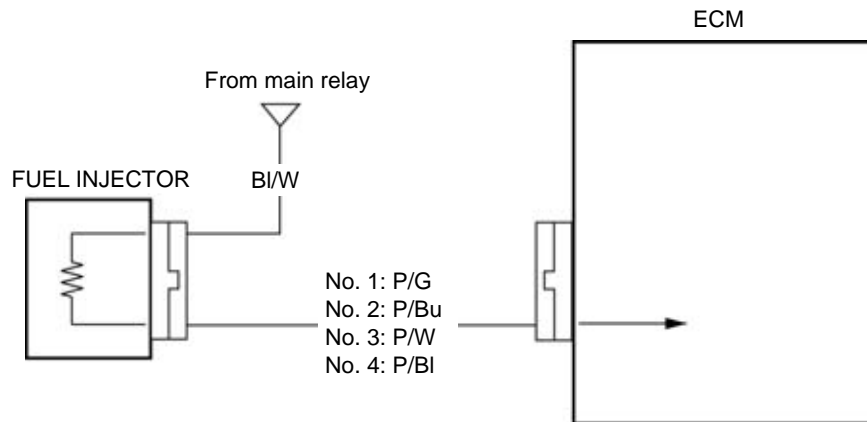 ECM
From main relay
FUEL INJECTOR
Bl/W
No. 1: P/G
No. 2: P/Bu
No. 3: P/W
No. 4: P/Bl